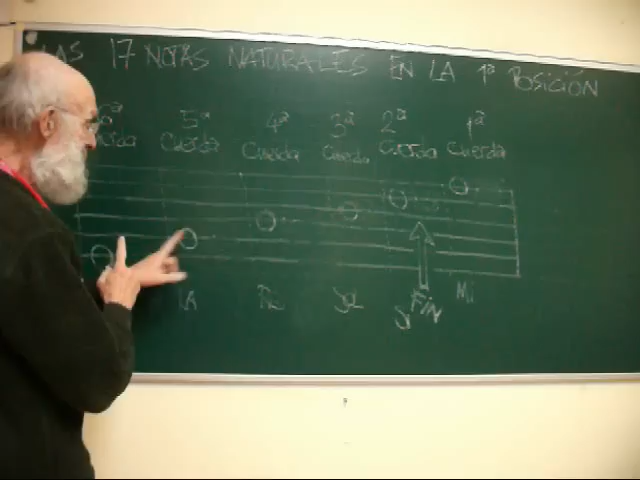 LAS 17 NOTAS NATURALES EN LA 1ª POSICIÓN
6ª 5ª 4ª 3ª 2ª 1ª
Cuerda Cuerda Cuerda Cuerda Cuerda
LA RE SOL SI FIN Mi